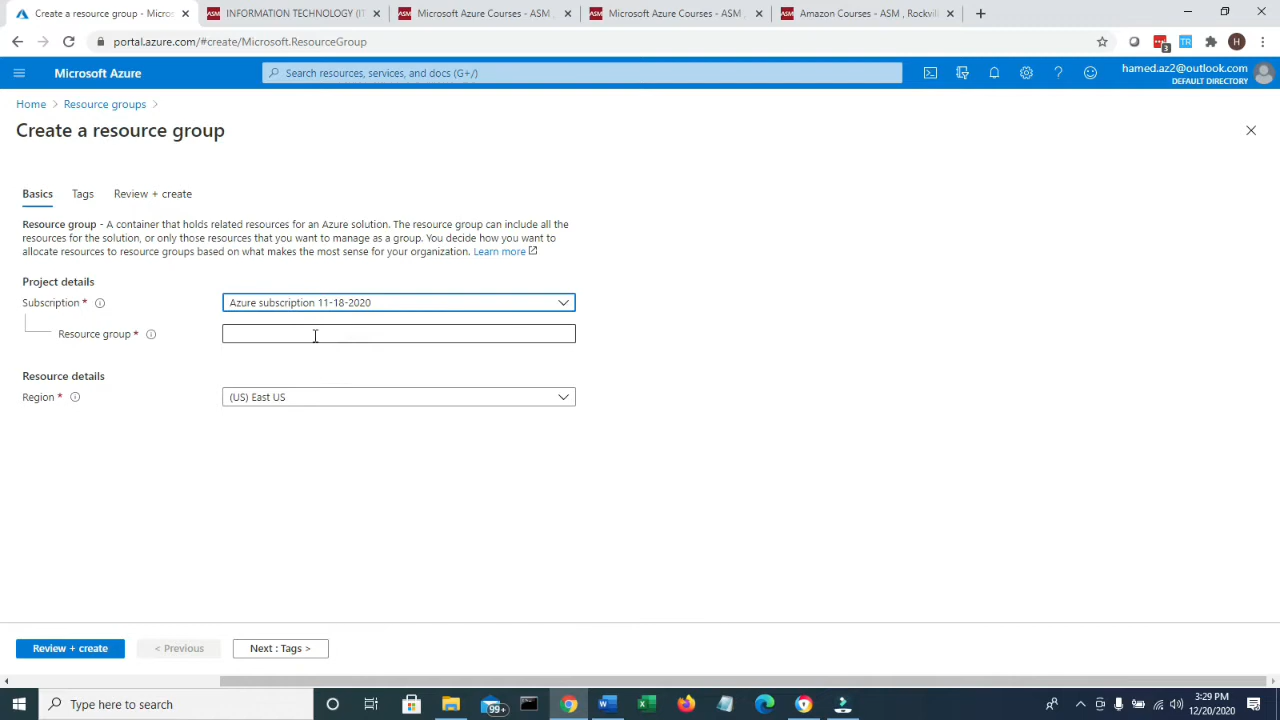 Create a resource group - Micros
INFORMATION TECHNOLOGY (IT
Microsoft Azure Courses - ASM ,
Microsoft Azure Courses - ASM ,
Amazon Courses - ASM , Rockvill
portal.azure.com/#create/Microsoft.ResourceGroup
3
TR
H
Microsoft Azure
Search resources, services, and docs (G+/)
hamed.az2@outlook.com
DEFAULT DIRECTORY
Home > Resource groups >
Create a resource group
Basics Tags Review + create
Resource group - A container that holds related resources for an Azure solution. The resource group can include all the
resources for the solution, or only those resources that you want to manage as a group. You decide how you want to
allocate resources to resource groups based on what makes the most sense for your organization. Learn more
Project details
Subscription * Azure subscription 11-18-2020
Resource group *
Resource details
Region * (US) East US
Review + create < Previous Next : Tags >
Type here to search
99+
3:29 PM
12/20/2020